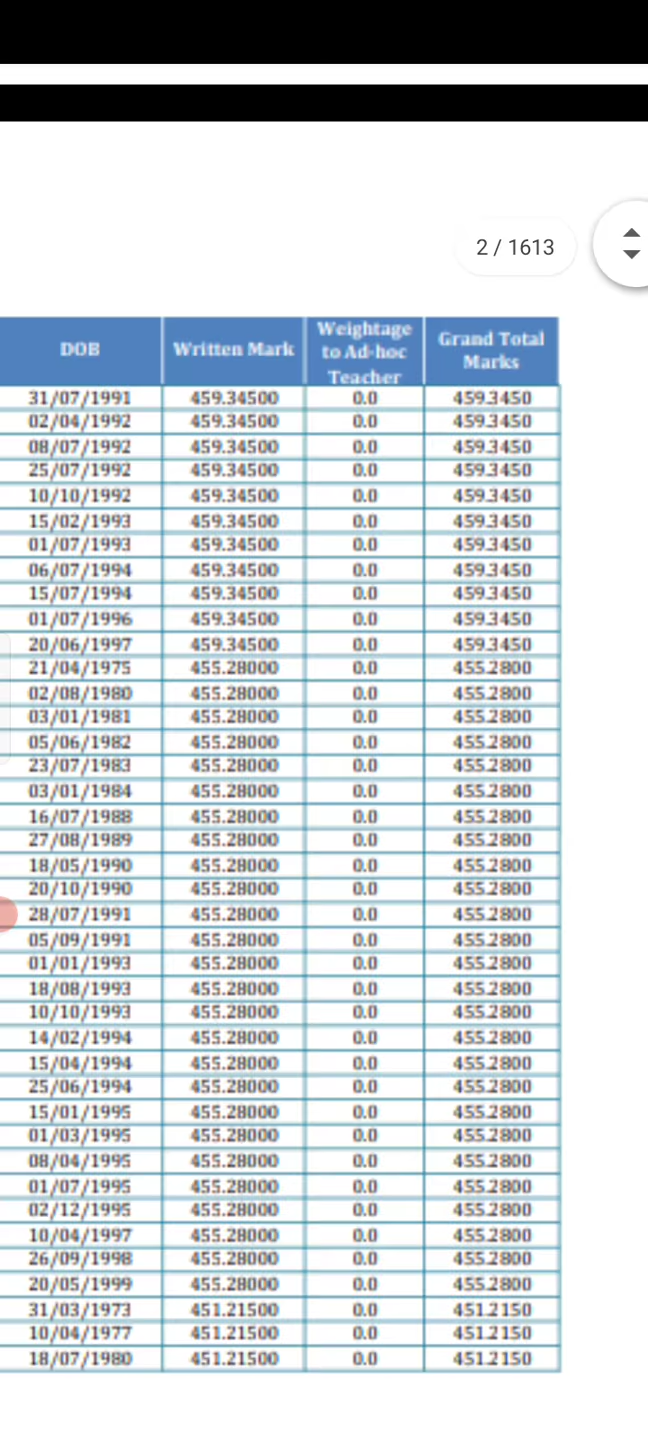 2 / 1613
DOB Written Mark Weightage to Ad-hoc Teacher Grand Total Marks
31/07/1991 459.34500 0.0 459.3450
02/04/1992 459.34500 0.0 459.3450
08/07/1992 459.34500 0.0 459.3450
25/07/1992 459.34500 0.0 459.3450
10/10/1992 459.34500 0.0 459.3450
15/02/1993 459.34500 0.0 459.3450
01/07/1993 459.34500 0.0 459.3450
06/07/1994 459.34500 0.0 459.3450
15/07/1994 459.34500 0.0 459.3450
01/07/1996 459.34500 0.0 459.3450
20/06/1997 459.34500 0.0 459.3450
21/04/1975 455.28000 0.0 455.2800
02/08/1980 455.28000 0.0 455.2800
03/01/1981 455.28000 0.0 455.2800
05/06/1982 455.28000 0.0 455.2800
23/07/1983 455.28000 0.0 455.2800
03/01/1984 455.28000 0.0 455.2800
16/07/1988 455.28000 0.0 455.2800
27/08/1989 455.28000 0.0 455.2800
18/05/1990 455.28000 0.0 455.2800
20/10/1990 455.28000 0.0 455.2800
28/07/1991 455.28000 0.0 455.2800
05/09/1991 455.28000 0.0 455.2800
01/01/1993 455.28000 0.0 455.2800
18/08/1993 455.28000 0.0 455.2800
10/10/1993 455.28000 0.0 455.2800
14/02/1994 455.28000 0.0 455.2800
15/04/1994 455.28000 0.0 455.2800
25/06/1994 455.28000 0.0 455.2800
15/01/1995 455.28000 0.0 455.2800
01/03/1995 455.28000 0.0 455.2800
08/04/1995 455.28000 0.0 455.2800
01/07/1995 455.28000 0.0 455.2800
02/12/1995 455.28000 0.0 455.2800
10/04/1997 455.28000 0.0 455.2800
26/09/1998 455.28000 0.0 455.2800
20/05/1999 455.28000 0.0 455.2800
31/03/1973 451.21500 0.0 451.2150
10/04/1977 451.21500 0.0 451.2150
18/07/1980 451.21500 0.0 451.2150